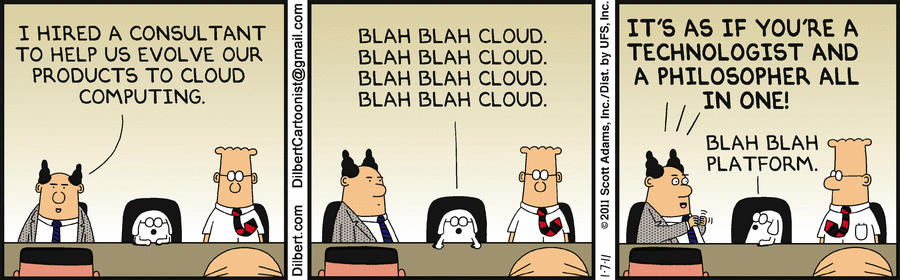 I HIRED A CONSULTANT
TO HELP US EVOLVE OUR
PRODUCTS TO CLOUD
COMPUTING.
Dilbert.com DilbertCartoonist@gmail.com
BLAH BLAH CLOUD.
BLAH BLAH CLOUD.
BLAH BLAH CLOUD.
BLAH BLAH CLOUD.
1-7-11 © 2011 Scott Adams, Inc./Dist. by UFS, Inc.
IT'S AS IF YOU'RE A
TECHNOLOGIST AND
A PHILOSOPHER ALL
IN ONE!
BLAH BLAH
PLATFORM.